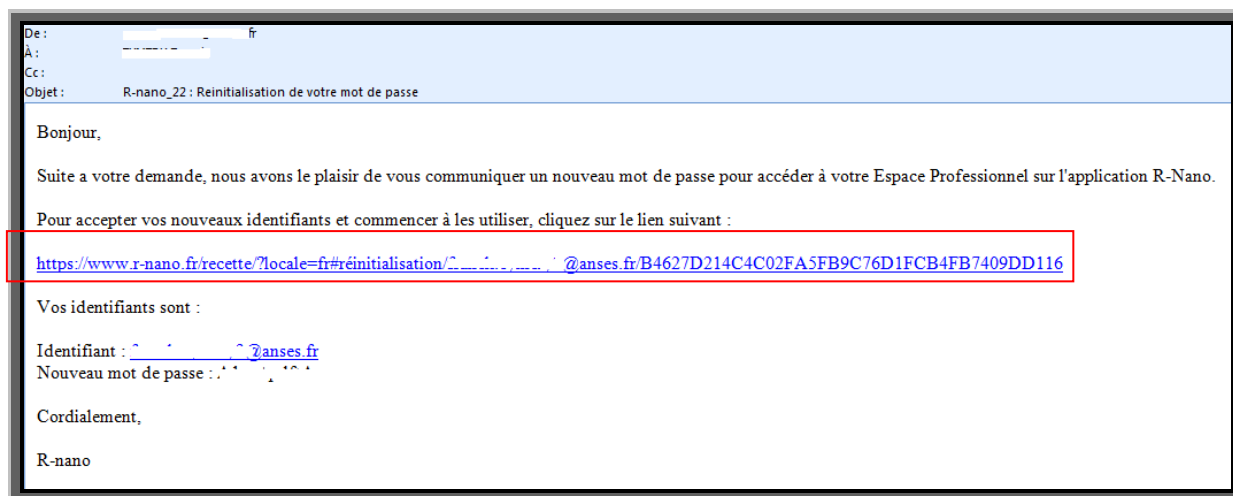 De : fr
À :
Cc :
Objet : R-nano_22 : Reinitialisation de votre mot de passe
Bonjour,
Suite a votre demande, nous avons le plaisir de vous communiquer un nouveau mot de passe pour accéder à votre Espace Professionnel sur l'application R-Nano.
Pour accepter vos nouveaux identifiants et commencer à les utiliser, cliquez sur le lien suivant :
https://www.r-nano.fr/recette/?locale=fr#réinitialisation/ @anses.fr/B4627D214C4C02FA5FB9C76D1FCB4FB7409DD116
Vos identifiants sont :
Identifiant : @anses.fr
Nouveau mot de passe :
Cordialement,
R-nano